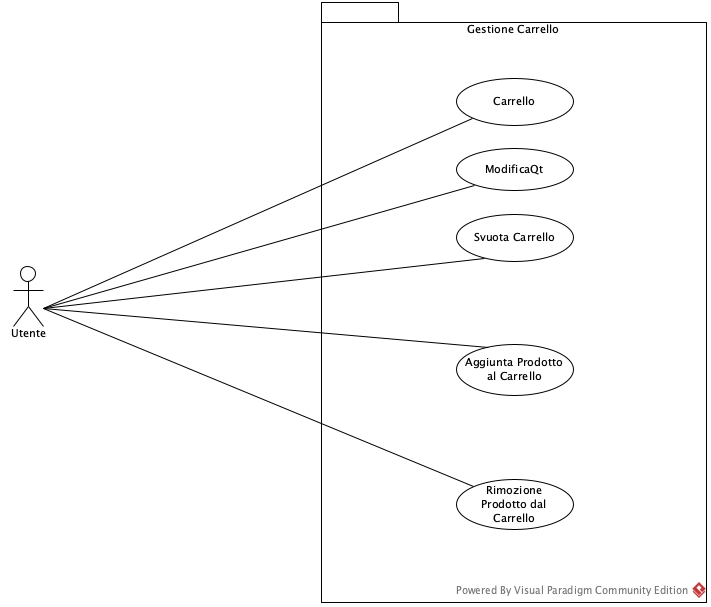 Gestione Carrello
Carrello
ModificaQt
Svuota Carrello
Utente
Aggiunta Prodotto
al Carrello
Rimozione
Prodotto dal
Carrello
Powered By Visual Paradigm Community Edition